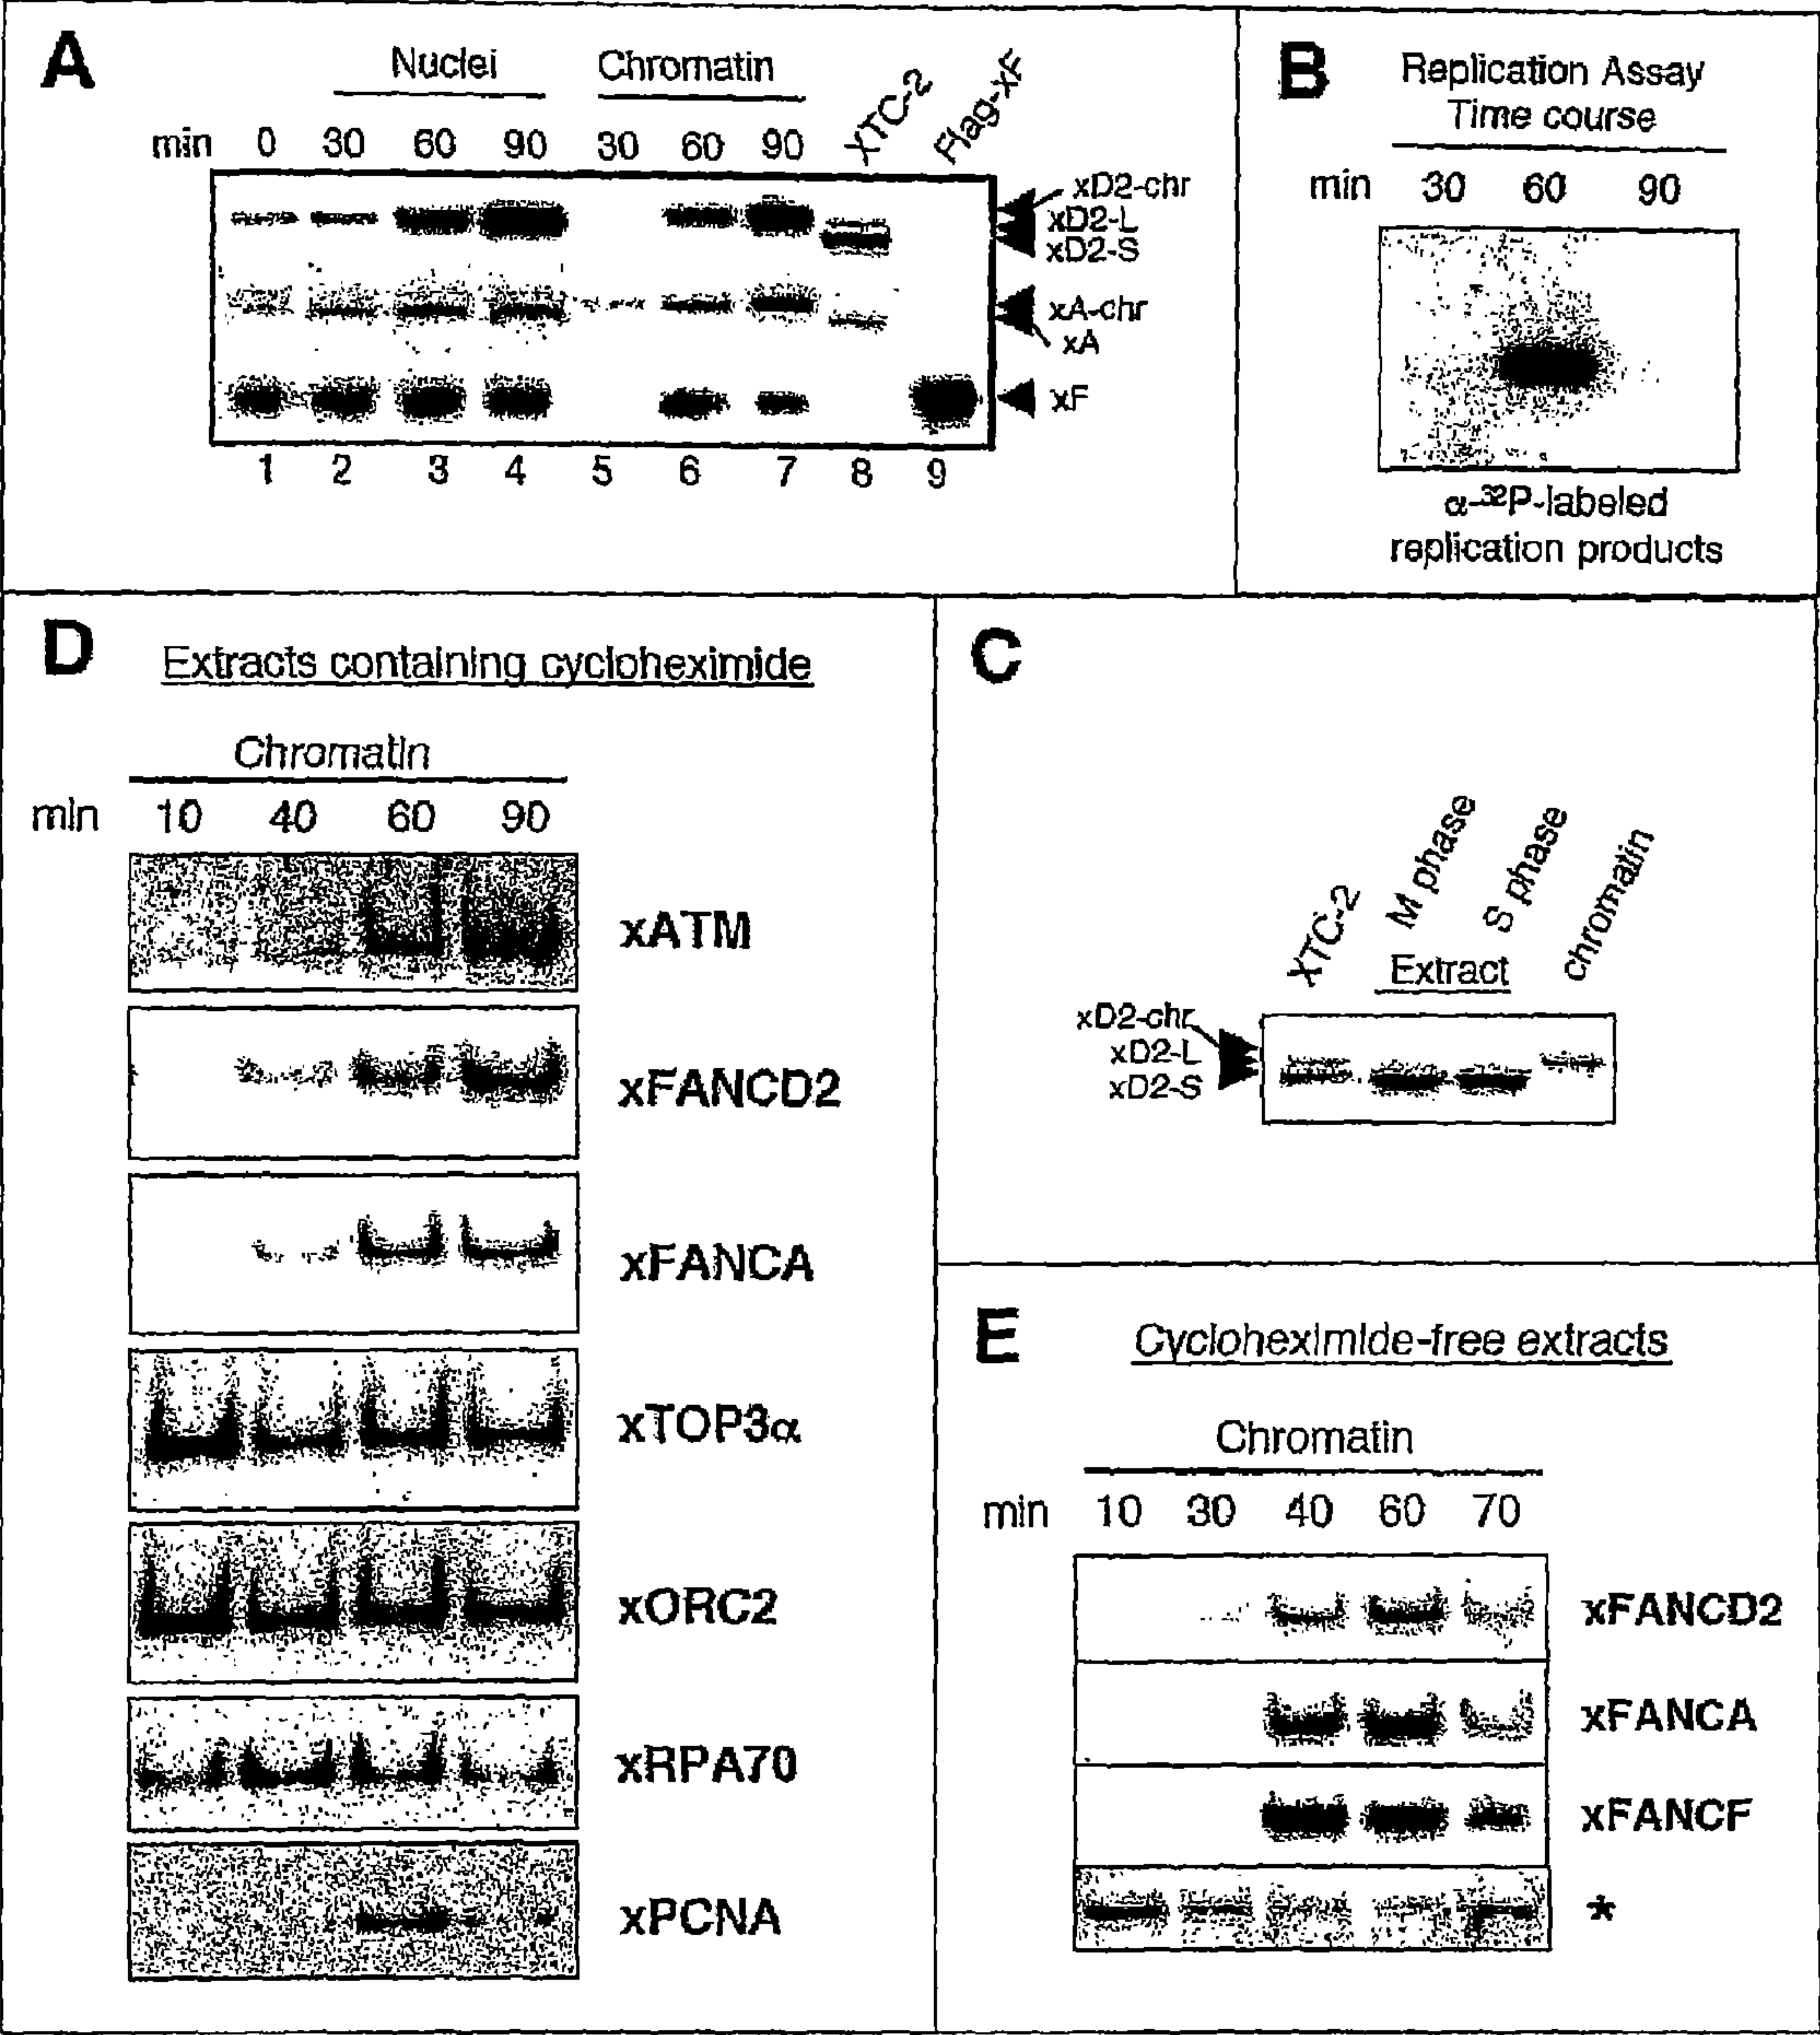 A
Nuclei Chromatin XTC-2 Flag-xF
min 0 30 60 90 30 60 90
xD2-chr
xD2-L
xD2-S
xA-chr
xA
xF
1 2 3 4 5 6 7 8 9
B
Replication Assay
Time course
min 30 60 90
α-³²P-labeled
replication products
D
Extracts containing cycloheximide
Chromatin
min 10 40 60 90
xATM
xFANCD2
xFANCA
xTOP3α
xORC2
xRPA70
xPCNA
C
XTC-2 M phase S phase chromatin
Extract
xD2-chr
xD2-L
xD2-S
E
Cycloheximide-free extracts
Chromatin
min 10 30 40 60 70
xFANCD2
xFANCA
xFANCF
*